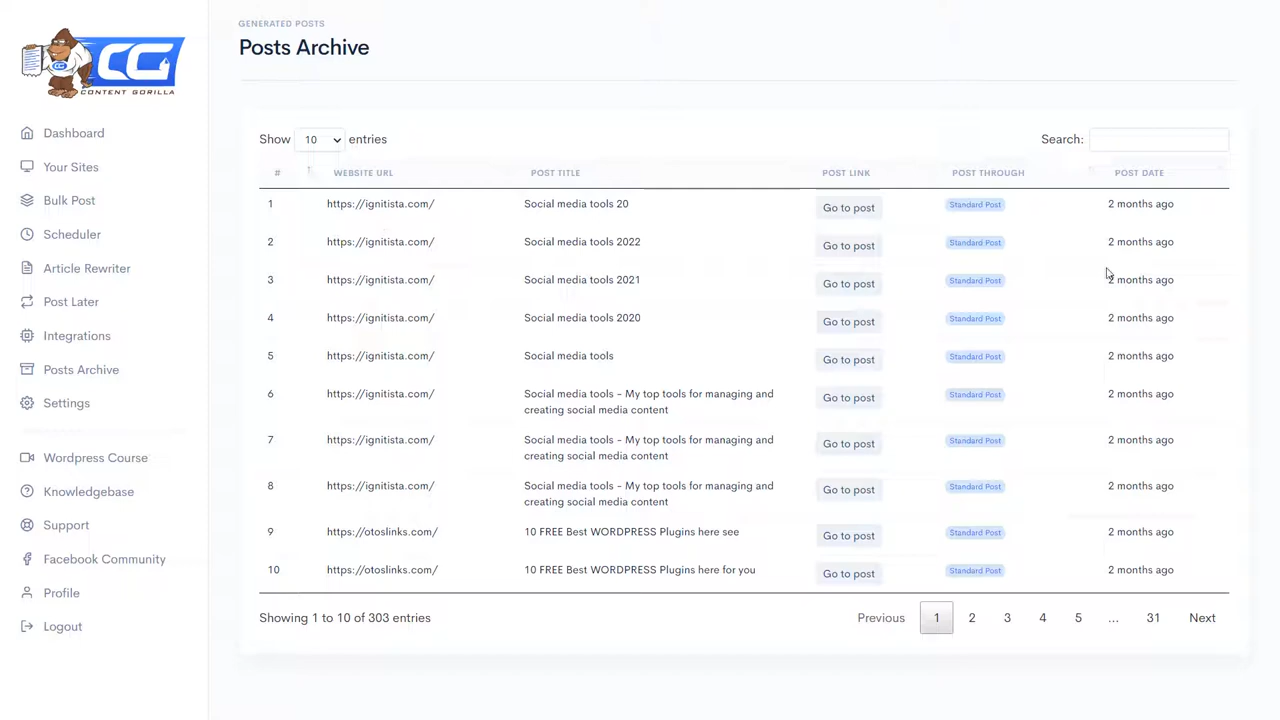 CG
CONTENT GORILLA
Dashboard
Your Sites
Bulk Post
Scheduler
Article Rewriter
Post Later
Integrations
Posts Archive
Settings
Wordpress Course
Knowledgebase
Support
Facebook Community
Profile
Logout
GENERATED POSTS
Posts Archive
Show 10 entries Search:
# WEBSITE URL POST TITLE POST LINK POST THROUGH POST DATE
1 https://ignitista.com/ Social media tools 20 Go to post Standard Post 2 months ago
2 https://ignitista.com/ Social media tools 2022 Go to post Standard Post 2 months ago
3 https://ignitista.com/ Social media tools 2021 Go to post Standard Post 2 months ago
4 https://ignitista.com/ Social media tools 2020 Go to post Standard Post 2 months ago
5 https://ignitista.com/ Social media tools Go to post Standard Post 2 months ago
6 https://ignitista.com/ Social media tools - My top tools for managing and Go to post Standard Post 2 months ago
creating social media content
7 https://ignitista.com/ Social media tools - My top tools for managing and Go to post Standard Post 2 months ago
creating social media content
8 https://ignitista.com/ Social media tools - My top tools for managing and Go to post Standard Post 2 months ago
creating social media content
9 https://otoslinks.com/ 10 FREE Best WORDPRESS Plugins here see Go to post Standard Post 2 months ago
10 https://otoslinks.com/ 10 FREE Best WORDPRESS Plugins here for you Go to post Standard Post 2 months ago
Showing 1 to 10 of 303 entries Previous 1 2 3 4 5 ... 31 Next